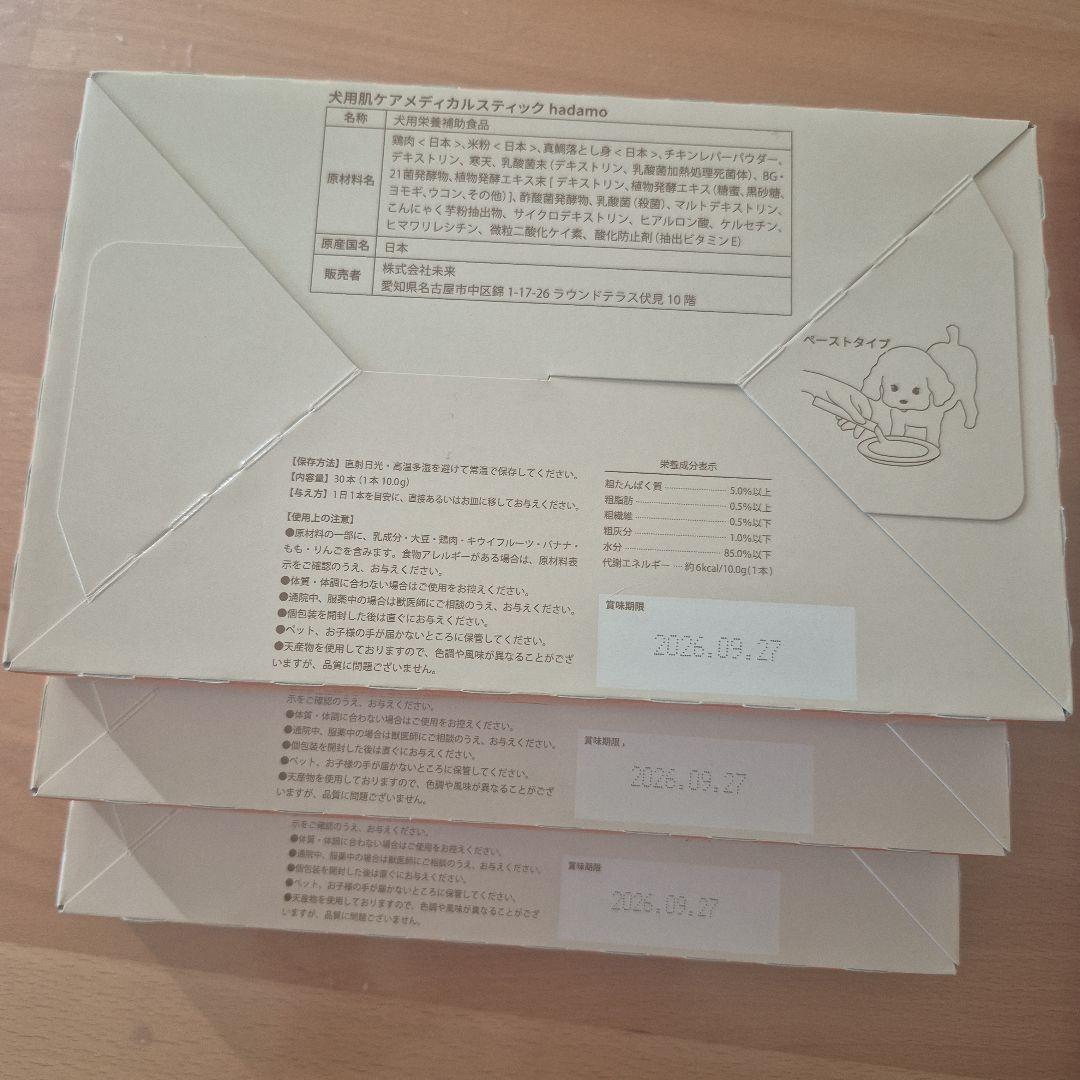 犬用肌ケアメディカルスティック hadamo
名称 犬用栄養補助食品
原材料名 鶏肉 < 日本 >、米粉 < 日本 >、真鯛落とし身 < 日本 >、チキンレバーパウダー、
デキストリン、寒天、乳酸菌末（デキストリン、乳酸菌加熱処理死菌体）、BG・
21菌発酵物、植物発酵エキス末 [ デキストリン、植物発酵エキス（糖蜜、黒砂糖、
ヨモギ、ウコン、その他）]、酢酸菌発酵物、乳酸菌（殺菌）、マルトデキストリン、
こんにゃく芋粉抽出物、サイクロデキストリン、ヒアルロン酸、ケルセチン、
ヒマワリレシチン、微粒二酸化ケイ素、酸化防止剤（抽出ビタミンE）
原産国名 日本
販売者 株式会社未来
愛知県名古屋市中区錦 1-17-26 ラウンドテラス伏見 10 階
ペーストタイプ
【保存方法】直射日光・高温多湿を避けて常温で保存してください。
【内容量】30本（1本 10.0g）
【与え方】1日1本を目安に、直接あるいはお皿に移してお与えください。
【使用上の注意】
●原材料の一部に、乳成分・大豆・鶏肉・キウイフルーツ・バナナ・
もも・りんごを含みます。食物アレルギーがある場合は、原材料表
示をご確認のうえ、お与えください。
●体質・体調に合わない場合はご使用をお控えください。
●通院中、服薬中の場合は獣医師にご相談のうえ、お与えください。
●個包装を開封した後は直ぐにお与えください。
●ペット、お子様の手が届かないところに保管してください。
●天産物を使用しておりますので、色調や風味が異なることがござ
いますが、品質に問題ございません。
栄養成分表示
粗たんぱく質 5.0%以上
粗脂肪 0.5%以上
粗繊維 0.5%以下
粗灰分 1.0%以下
水分 85.0%以下
代謝エネルギー 約6kcal/10.0g(1本)
賞味期限
2026.09.27
示をご確認のうえ、お与えください。
●体質・体調に合わない場合はご使用をお控えください。
●通院中、服薬中の場合は獣医師にご相談のうえ、お与えください。
●個包装を開封した後は直ぐにお与えください。
●ペット、お子様の手が届かないところに保管してください。
●天産物を使用しておりますので、色調や風味が異なることがござ
いますが、品質に問題ございません。
賞味期限
2026.09.27
示をご確認のうえ、お与えください。
●体質・体調に合わない場合はご使用をお控えください。
●通院中、服薬中の場合は獣医師にご相談のうえ、お与えください。
●個包装を開封した後は直ぐにお与えください。
●ペット、お子様の手が届かないところに保管してください。
●天産物を使用しておりますので、色調や風味が異なることがござ
いますが、品質に問題ございません。
賞味期限
2026.09.27